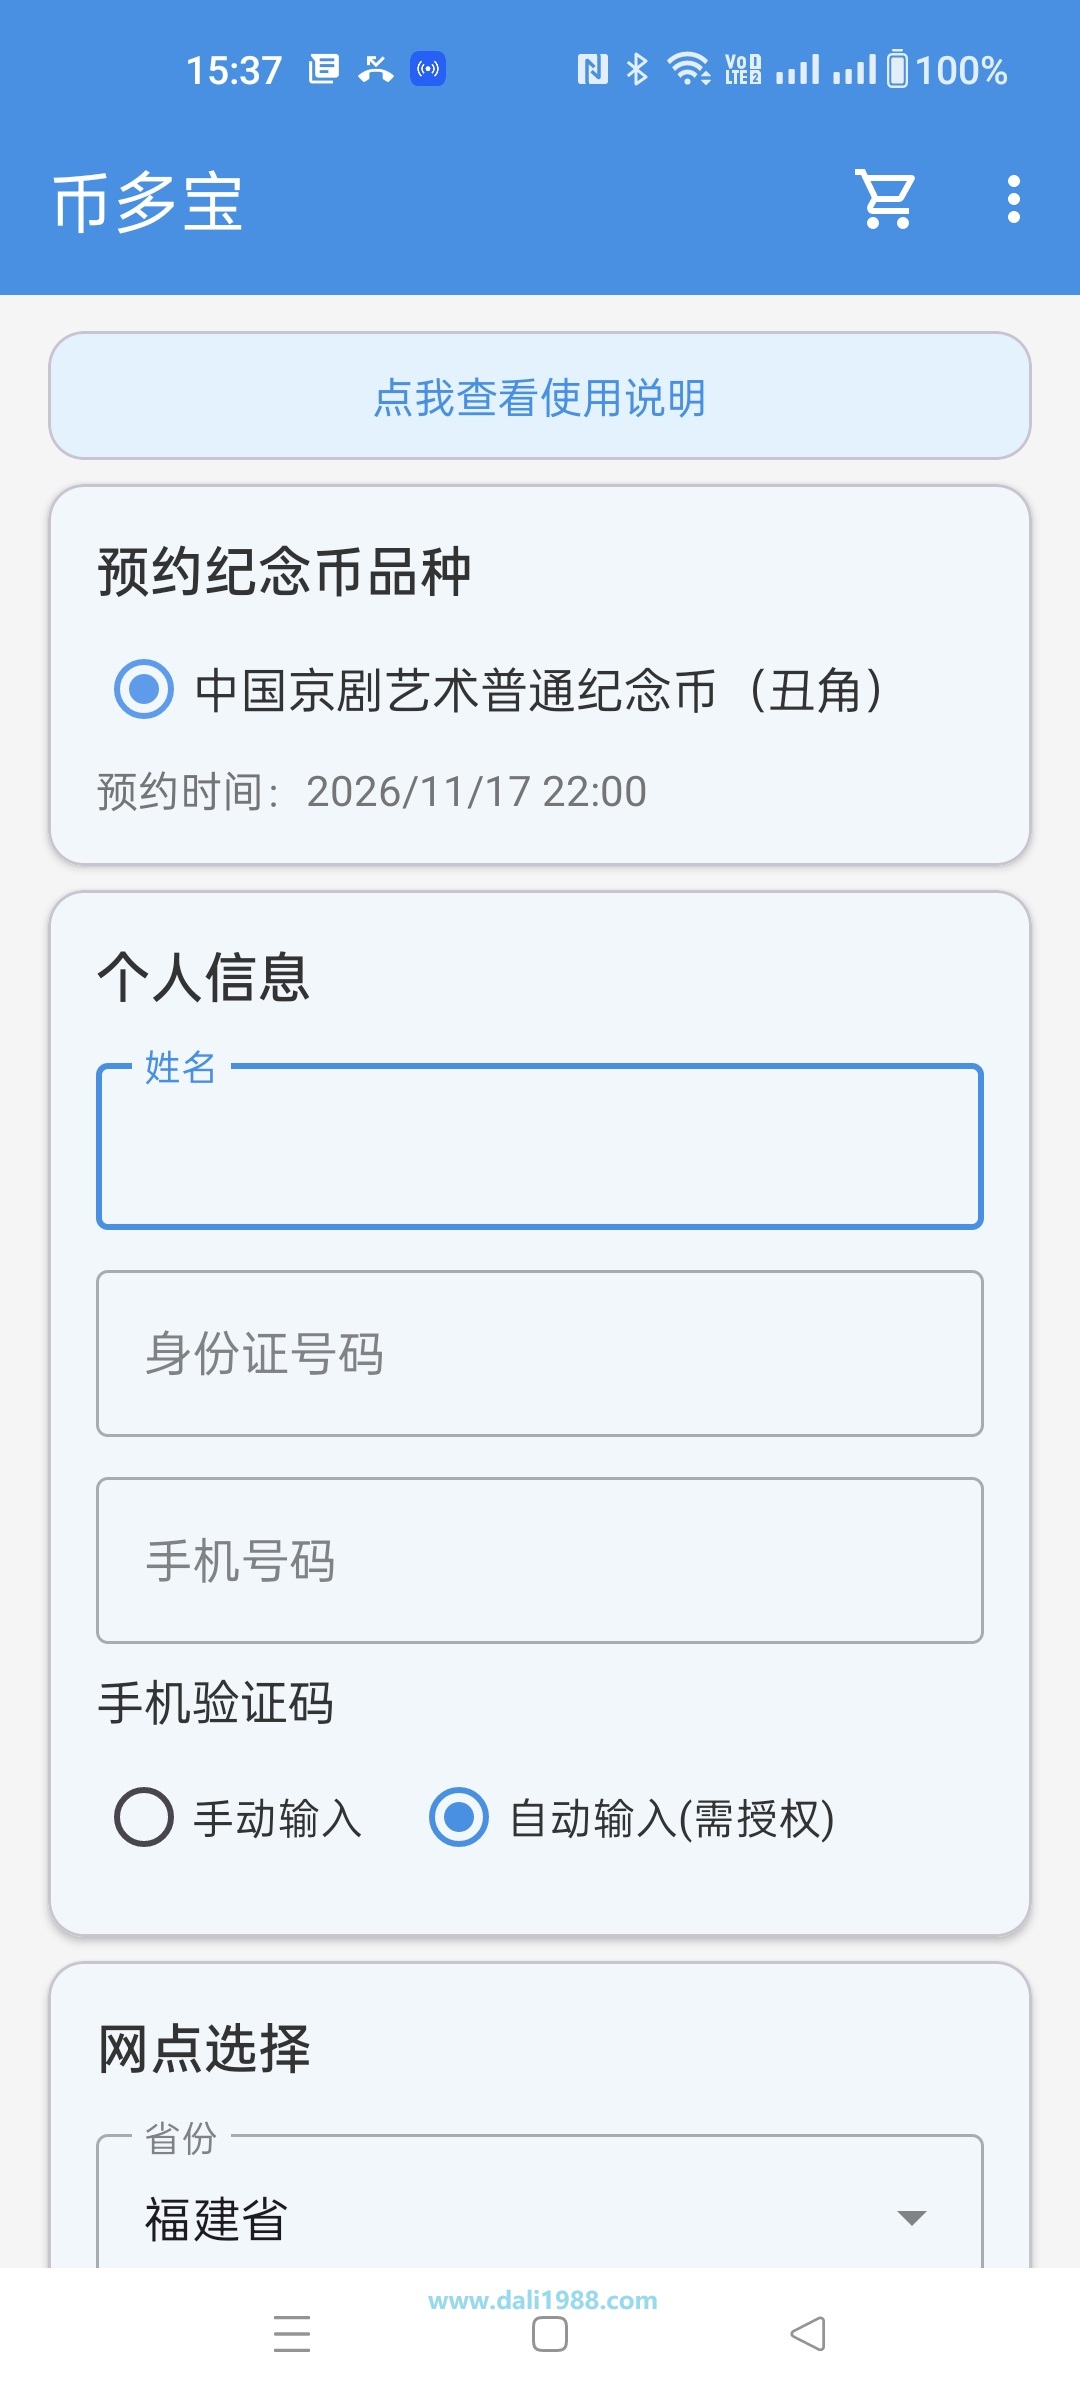 15:37
VoLTE 1 2
100%
币多宝
点我查看使用说明
预约纪念币品种
中国京剧艺术普通纪念币（丑角）
预约时间： 2026/11/17 22:00
个人信息
姓名
身份证号码
手机号码
手机验证码
手动输入 自动输入(需授权)
网点选择
省份
福建省
www.dali1988.com